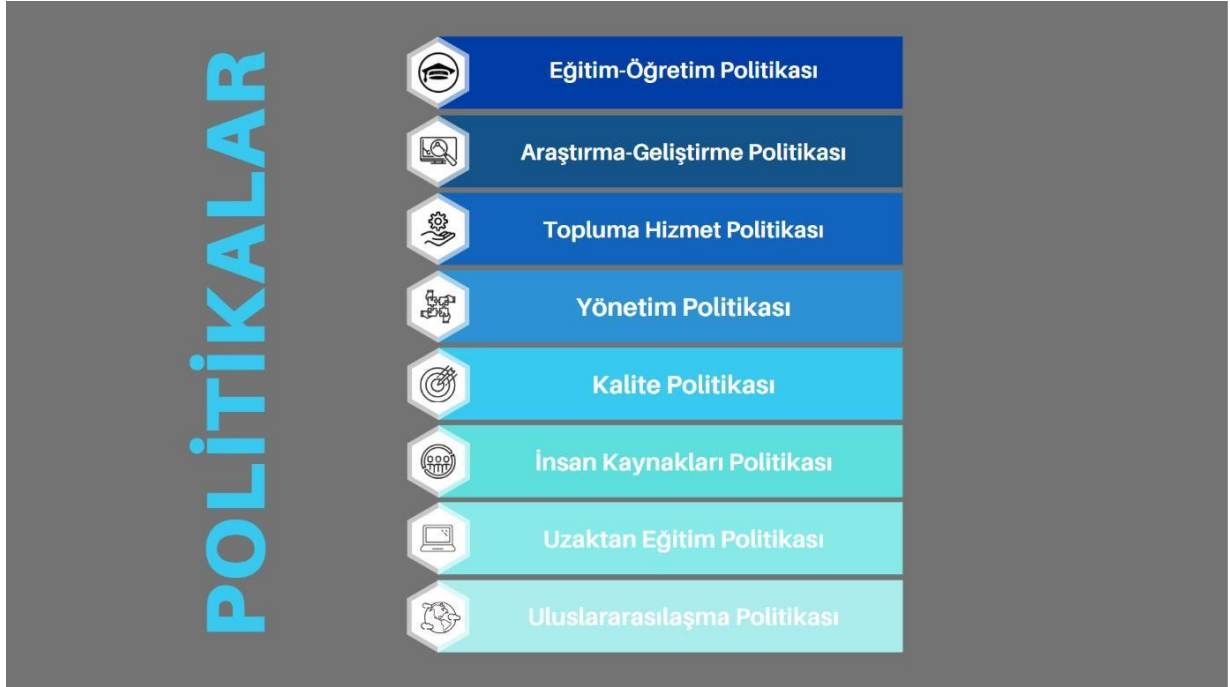 POLİTİKALAR
Eğitim-Öğretim Politikası
Araştırma-Geliştirme Politikası
Topluma Hizmet Politikası
Yönetim Politikası
Kalite Politikası
İnsan Kaynakları Politikası
Uzaktan Eğitim Politikası
Uluslararasılaşma Politikası